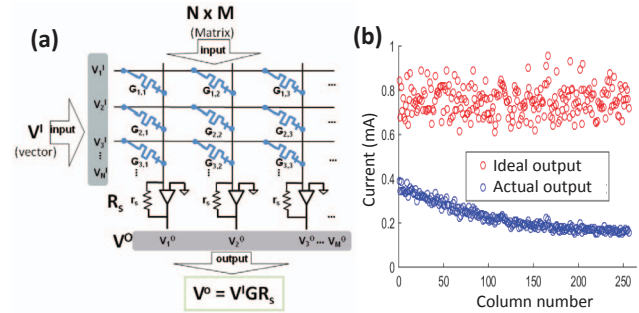 (a)
N x M
(Matrix)
input
V₁ᴵ
G₁,₁
G₁,₂
G₁,₃
...
V₂ᴵ
G₂,₁
G₂,₂
G₂,₃
...
Vᴵ
input
(vector)
V₃ᴵ
⋮
V_Nᴵ
G₃,₁
G₃,₂
G₃,₃
...
Rₛ
rₛ
rₛ
rₛ
...
Vᴼ
V₁ᴼ
V₂ᴼ
V₃ᴼ ... V_Mᴼ
output
Vᴼ = VᴵGRₛ
(b)
Current (mA)
1
0.8
0.6
0.4
0.2
0
Ideal output
Actual output
0
50
100
150
200
250
Column number